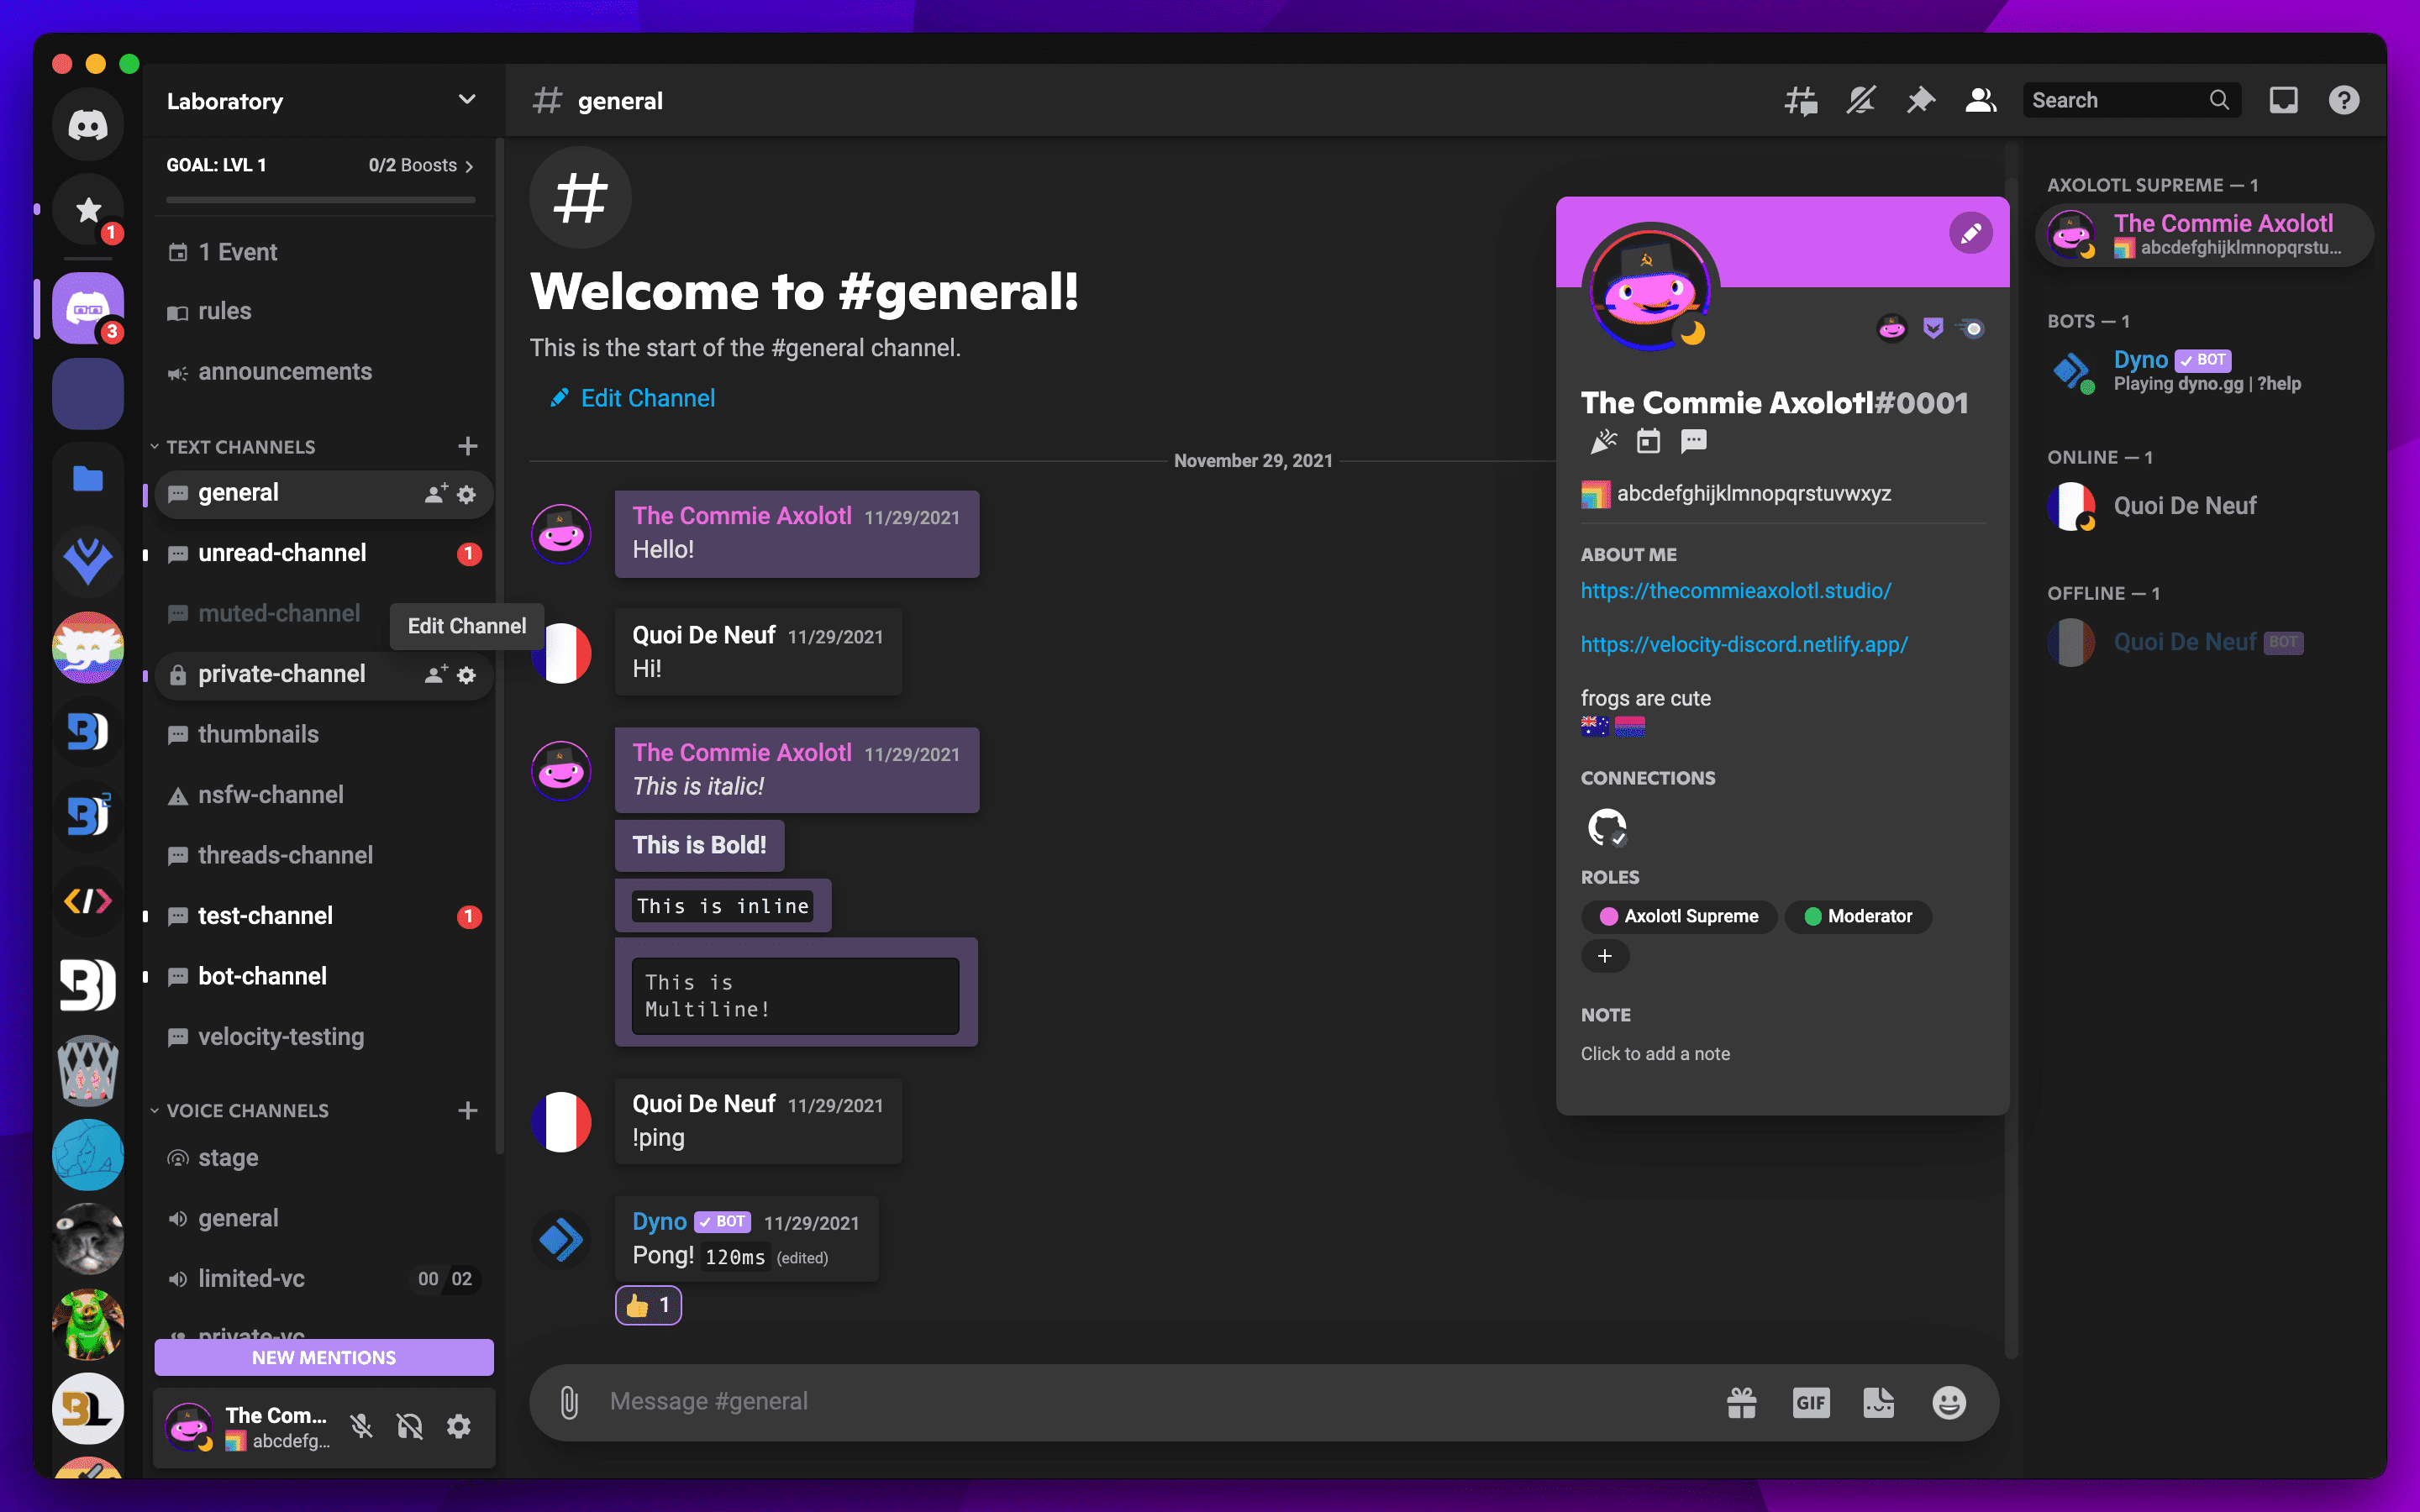 Laboratory
GOAL: LVL 1 0/2 Boosts
1
1 Event
3
rules
announcements
TEXT CHANNELS
general
unread-channel 1
muted-channel
Edit Channel
private-channel
thumbnails
nsfw-channel
threads-channel
test-channel 1
bot-channel
velocity-testing
VOICE CHANNELS
stage
general
limited-vc 00 02
private-vc
NEW MENTIONS
The Com...
abcdefg...
general
Search
Welcome to #general!
This is the start of the #general channel.
Edit Channel
November 29, 2021
The Commie Axolotl 11/29/2021
Hello!
Quoi De Neuf 11/29/2021
Hi!
The Commie Axolotl 11/29/2021
This is italic!
This is Bold!
This is inline
This is
Multiline!
Quoi De Neuf 11/29/2021
!ping
Dyno BOT 11/29/2021
Pong! 120ms (edited)
1
Message #general
GIF
The Commie Axolotl#0001
abcdefghijklmnopqrstuvwxyz
ABOUT ME
https://thecommieaxolotl.studio/
https://velocity-discord.netlify.app/
frogs are cute
CONNECTIONS
ROLES
Axolotl Supreme Moderator
+
NOTE
Click to add a note
AXOLOTL SUPREME — 1
The Commie Axolotl
abcdefghijklmnopqrstu...
BOTS — 1
Dyno BOT
Playing dyno.gg | ?help
ONLINE — 1
Quoi De Neuf
OFFLINE — 1
Quoi De Neuf BOT